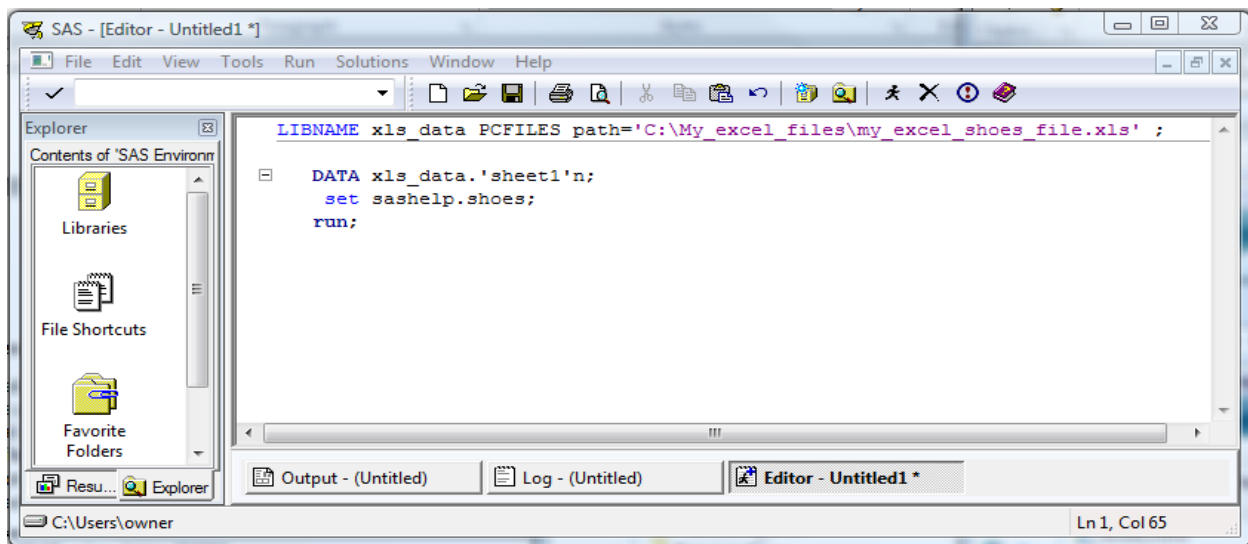 SAS - [Editor - Untitled1 *]
File Edit View Tools Run Solutions Window Help
Explorer
Contents of 'SAS Environm
Libraries
File Shortcuts
Favorite
Folders
Resu... Explorer
LIBNAME xls_data PCFILES path='C:\My_excel_files\my_excel_shoes_file.xls' ;
DATA xls_data.'sheet1'n;
set sashelp.shoes;
run;
Output - (Untitled) Log - (Untitled) Editor - Untitled1 *
C:\Users\owner Ln 1, Col 65